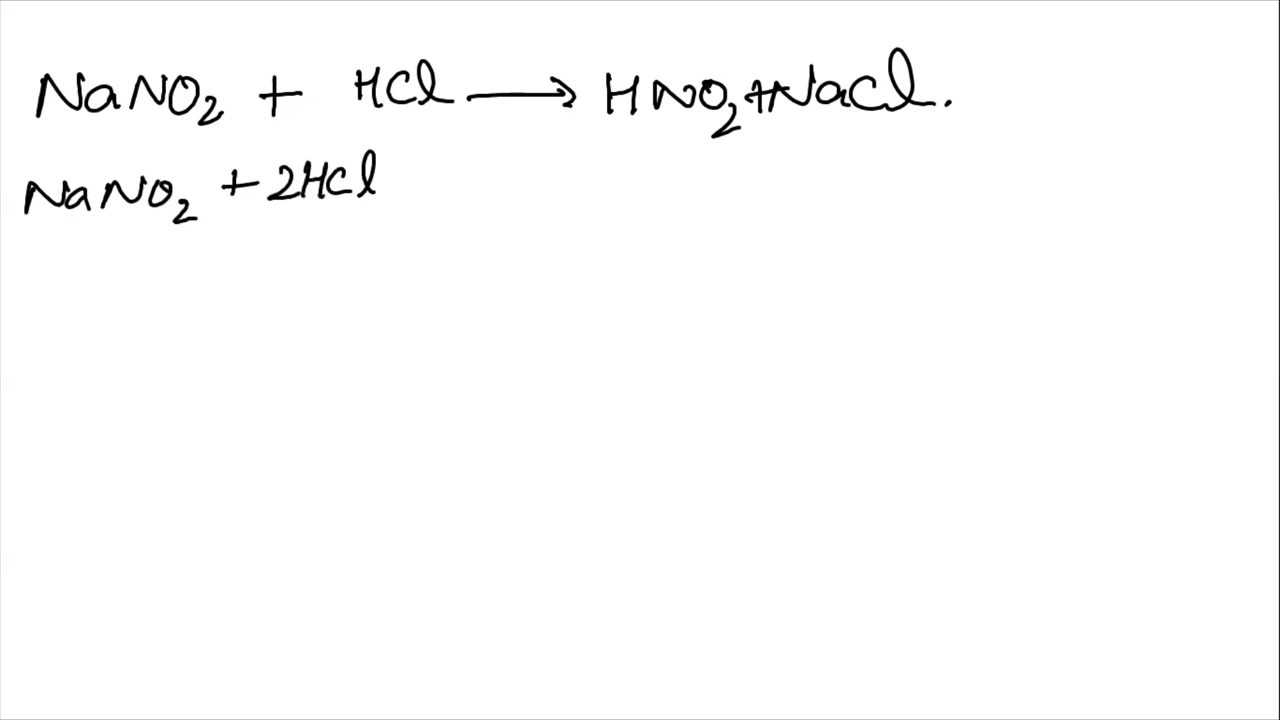 NaNO₂ + HCl ⟶ HNO₂ + NaCl.
NaNO₂ + 2HCl